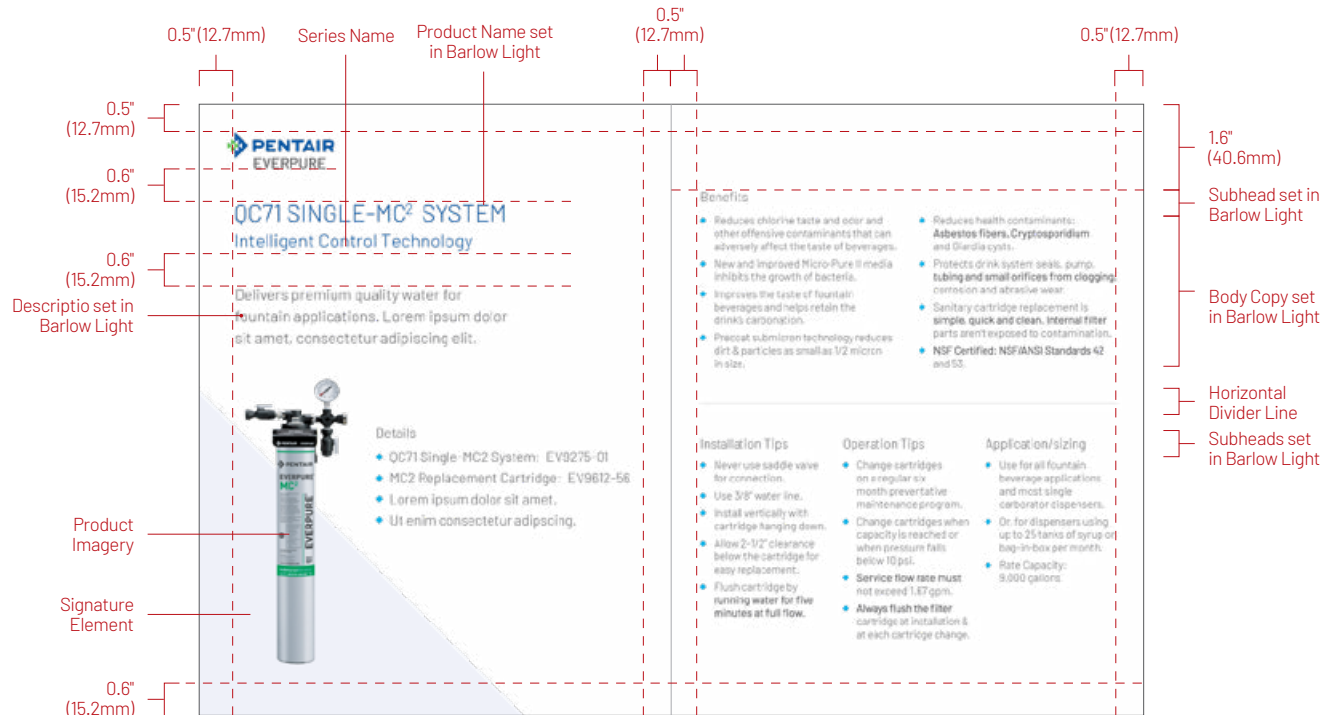 0.5"(12.7mm)
Series Name
Product Name set
in Barlow Light
0.5"
(12.7mm)
0.5"(12.7mm)
0.5"
(12.7mm)
0.6"
(15.2mm)
0.6"
(15.2mm)
Descriptio set in
Barlow Light
Product
Imagery
Signature
Element
0.6"
(15.2mm)
PENTAIR
EVERPURE
QC71 SINGLE-MC² SYSTEM
Intelligent Control Technology
Delivers premium quality water for
fountain applications. Lorem ipsum dolor
sit amet, consectetur adipiscing elit.
PENTAIR
EVERPURE
MC²
EVERPURE
Details
QC71 Single-MC2 System: EV9275-01
MC2 Replacement Cartridge: EV9612-56
Lorem ipsum dolor sit amet.
Ut enim consectetur adipscing.
Benefits
Reduces chlorine taste and odor and
other offensive contaminants that can
adversely affect the taste of beverages.
New and improved Micro-Pure II media
inhibits the growth of bacteria.
Improves the taste of fountain
beverages and helps retain the
drink's carbonation.
Precoat submicron technology reduces
dirt & particles as small as 1/2 micron
in size.
Reduces health contaminants:
Asbestos fibers, Cryptosporidium
and Giardia cysts.
Protects drink system seals, pump,
tubing and small orifices from clogging,
corrosion and abrasive wear.
Sanitary cartridge replacement is
simple, quick and clean. Internal filter
parts aren't exposed to contamination.
NSF Certified: NSF/ANSI Standards 42
and 53.
Installation Tips
Never use saddle valve
for connection.
Use 3/8" water line.
Install vertically with
cartridge hanging down.
Allow 2-1/2" clearance
below the cartridge for
easy replacement.
Flush cartridge by
running water for five
minutes at full flow.
Operation Tips
Change cartridges
on a regular six
month preventative
maintenance program.
Change cartridges when
capacity is reached or
when pressure falls
below 10 psi.
Service flow rate must
not exceed 1.67 gpm.
Always flush the filter
cartridge at installation &
at each cartridge change.
Application/sizing
Use for all fountain
beverage applications
and most single
carborator dispensers.
Or, for dispensers using
up to 25 tanks of syrup or
bag-in-box per month.
Rate Capacity:
9,000 gallons.
1.6"
(40.6mm)
Subhead set in
Barlow Light
Body Copy set
in Barlow Light
Horizontal
Divider Line
Subheads set
in Barlow Light